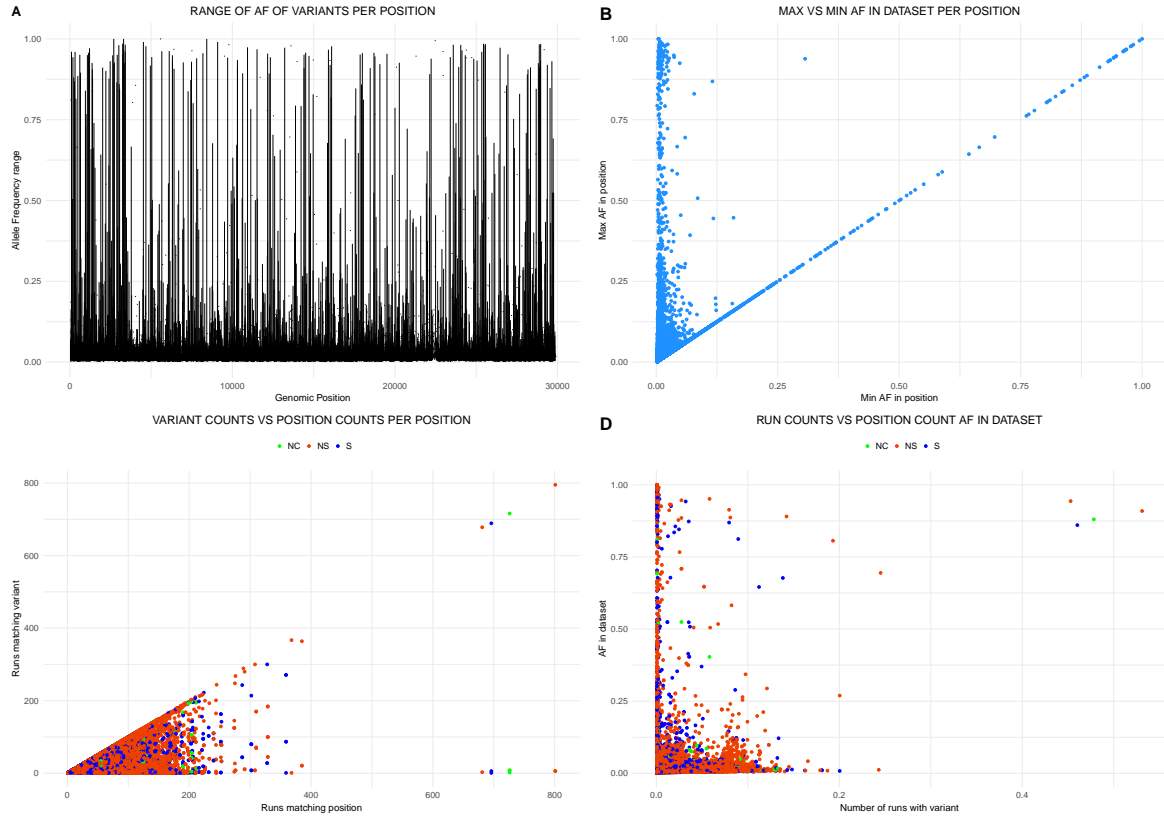 A
RANGE OF AF OF VARIANTS PER POSITION
Allele Frequency range
1.00
0.75
0.50
0.25
0.00
0
10000
20000
30000
Genomic Position
B
MAX VS MIN AF IN DATASET PER POSITION
Max AF in position
1.00
0.75
0.50
0.25
0.00
0.00
0.25
0.50
0.75
1.00
Min AF in position
VARIANT COUNTS VS POSITION COUNTS PER POSITION
NC NS S
Runs matching variant
800
600
400
200
0
0
200
400
600
800
Runs matching position
D
RUN COUNTS VS POSITION COUNT AF IN DATASET
NC NS S
AF in dataset
1.00
0.75
0.50
0.25
0.00
0.0
0.2
0.4
Number of runs with variant